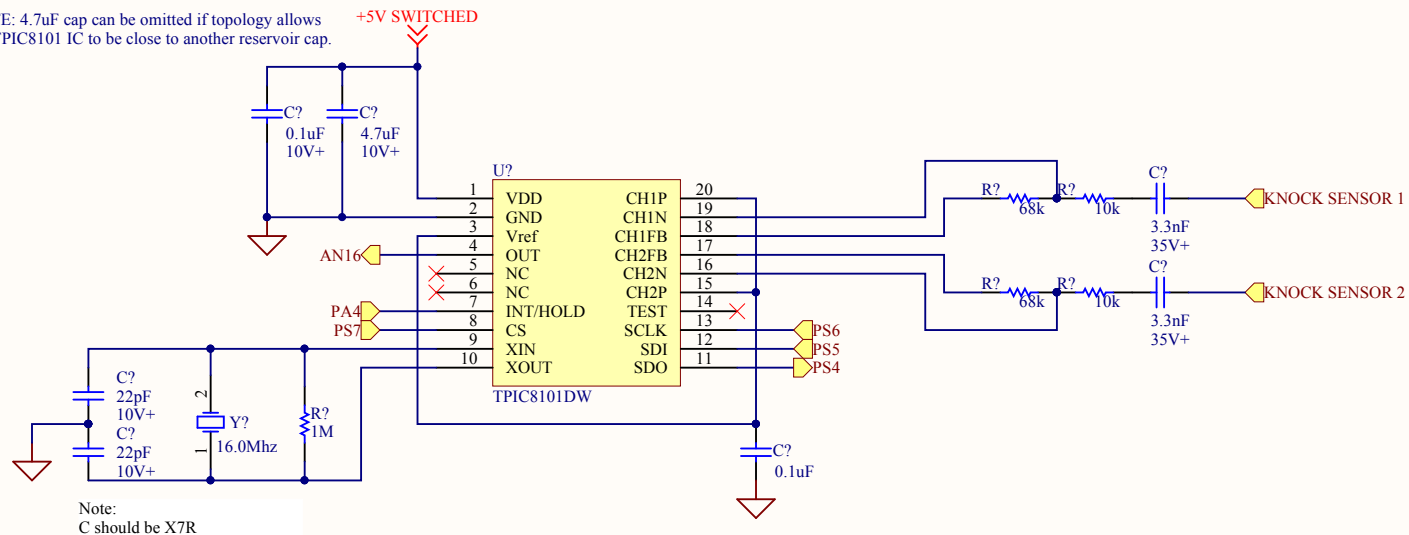 E: 4.7uF cap can be omitted if topology allows
TPIC8101 IC to be close to another reservoir cap.
+5V SWITCHED
C?
0.1uF
10V+
C?
4.7uF
10V+
U?
1 VDD
2 GND
3 Vref
4 OUT
5 NC
6 NC
7 INT/HOLD
8 CS
9 XIN
10 XOUT
CH1P 20
CH1N 19
CH1FB 18
CH2FB 17
CH2N 16
CH2P 15
TEST 14
SCLK 13
SDI 12
SDO 11
TPIC8101DW
AN16
PA4
PS7
PS6
PS5
PS4
R?
68k
R?
10k
C?
3.3nF
35V+
KNOCK SENSOR 1
R?
68k
R?
10k
C?
3.3nF
35V+
KNOCK SENSOR 2
C?
22pF
10V+
C?
22pF
10V+
2
Y?
1
16.0Mhz
R?
1M
C?
0.1uF
Note:
C should be X7R